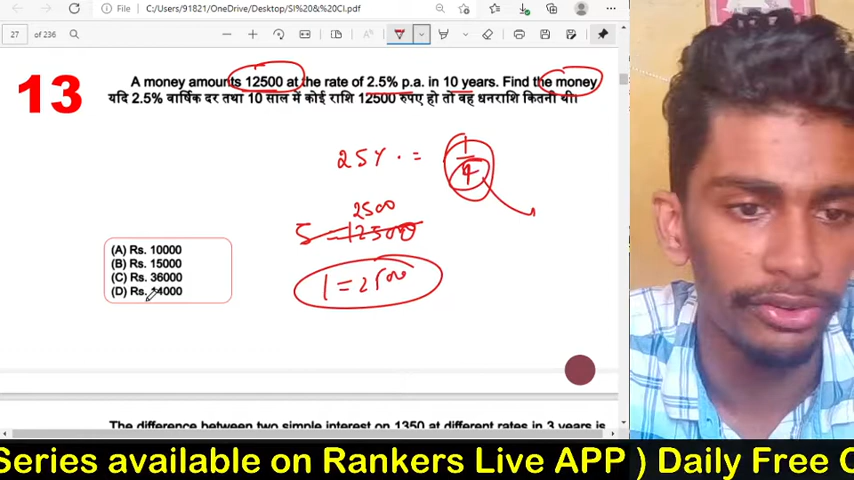 File | C:/Users/91821/OneDrive/Desktop/SI%20&%20CI.pdf
27 of 236
13
A money amounts 12500 at the rate of 2.5% p.a. in 10 years. Find the money
यदि 2.5% वार्षिक दर तथा 10 साल में कोई राशि 12500 रुपए हो तो वह धनराशि कितनी थी।
25% = 1/4
2500
5 = 12500
1 = 2500
(A) Rs. 10000
(B) Rs. 15000
(C) Rs. 36000
(D) Rs. 4000
The difference between two simple interest on 1350 at different rates in 3 years is
Series available on Rankers Live APP ) Daily Free